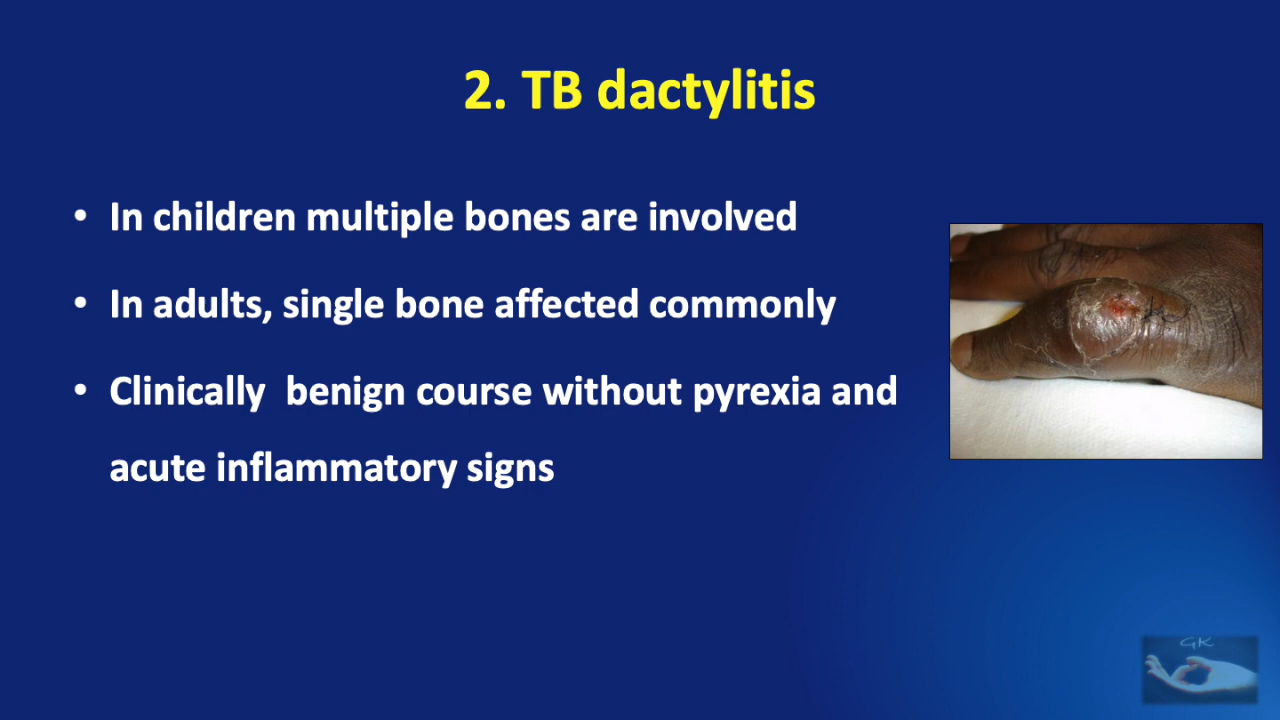 2. TB dactylitis
• In children multiple bones are involved
• In adults, single bone affected commonly
• Clinically  benign course without pyrexia and
acute inflammatory signs
GK